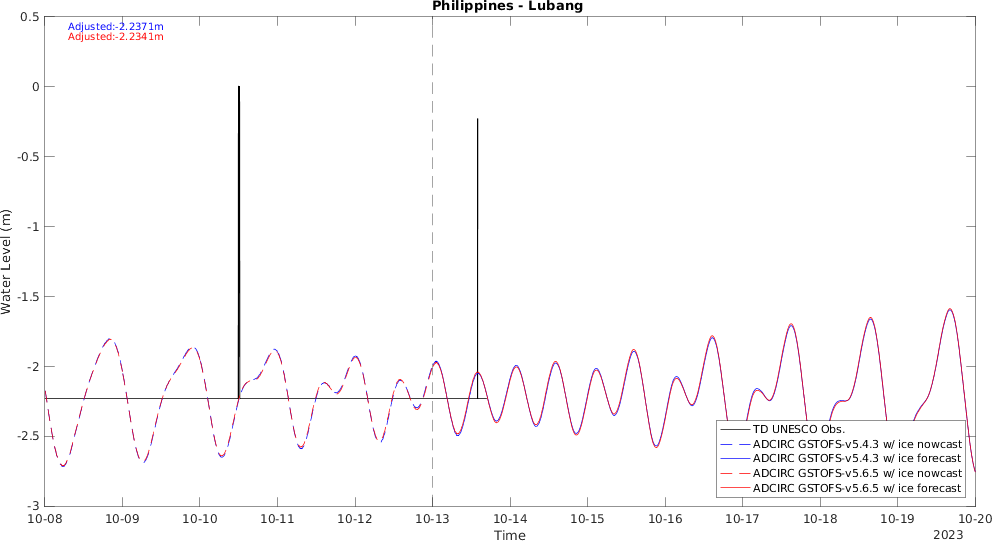 Philippines - Lubang
Adjusted:-2.2371m
Adjusted:-2.2341m
0.5
0
-0.5
-1
-1.5
-2
-2.5
-3
Water Level (m)
TD UNESCO Obs.
ADCIRC GSTOFS-v5.4.3 w/ ice nowcast
ADCIRC GSTOFS-v5.4.3 w/ ice forecast
ADCIRC GSTOFS-v5.6.5 w/ ice nowcast
ADCIRC GSTOFS-v5.6.5 w/ ice forecast
10-08 10-09 10-10 10-11 10-12 10-13 10-14 10-15 10-16 10-17 10-18 10-19 10-20
Time
2023